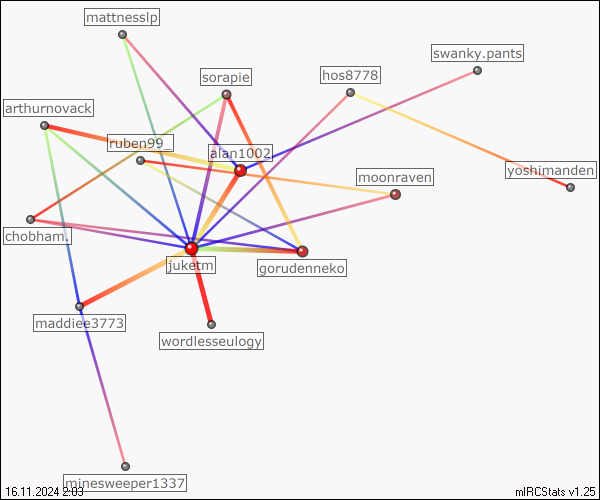 mattnesslp
swanky.pants
sorapie
hos8778
arthurnovack
ruben99_
alan1002_
moonraven
yoshimanden
chobham.
juketm
gorudenneko
maddiee3773
wordlesseulogy
minesweeper1337
16.11.2024 2:03
mIRCStats v1.25